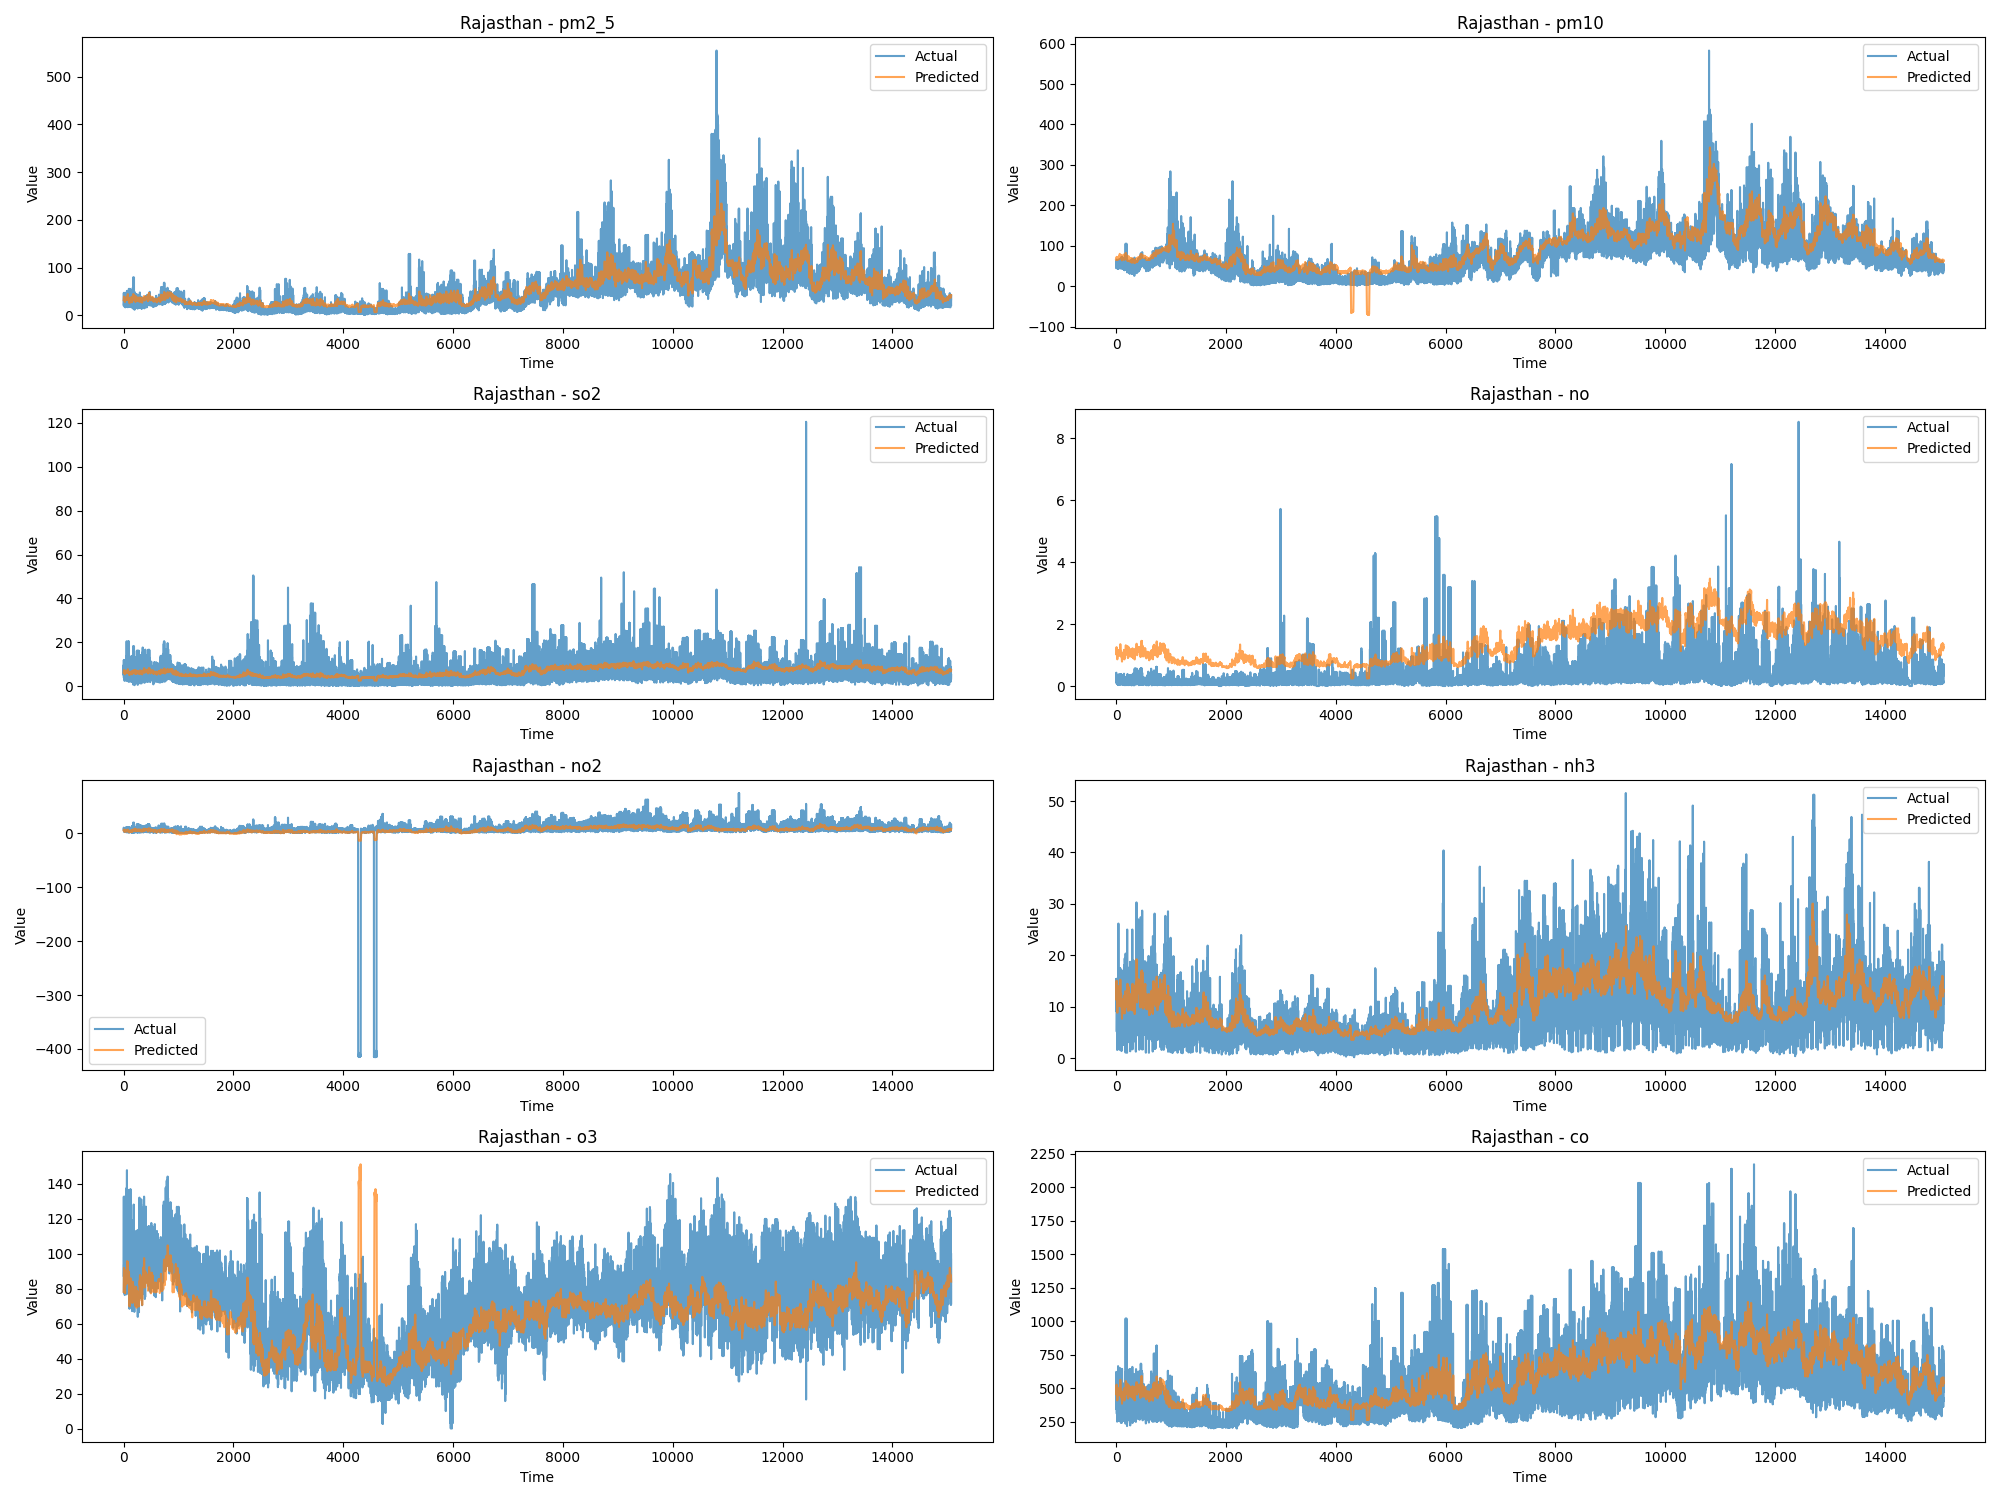 Rajasthan - pm2_5
Value
500
400
300
200
100
0
0 2000 4000 6000 8000 10000 12000 14000
Time
Actual
Predicted
Rajasthan - pm10
Value
600
500
400
300
200
100
0
−100
0 2000 4000 6000 8000 10000 12000 14000
Time
Actual
Predicted
Rajasthan - so2
Value
120
100
80
60
40
20
0
0 2000 4000 6000 8000 10000 12000 14000
Time
Actual
Predicted
Rajasthan - no
Value
8
6
4
2
0
0 2000 4000 6000 8000 10000 12000 14000
Time
Actual
Predicted
Rajasthan - no2
Value
0
−100
−200
−300
−400
0 2000 4000 6000 8000 10000 12000 14000
Time
Actual
Predicted
Rajasthan - nh3
Value
50
40
30
20
10
0
0 2000 4000 6000 8000 10000 12000 14000
Time
Actual
Predicted
Rajasthan - o3
Value
140
120
100
80
60
40
20
0
0 2000 4000 6000 8000 10000 12000 14000
Time
Actual
Predicted
Rajasthan - co
Value
2250
2000
1750
1500
1250
1000
750
500
250
0 2000 4000 6000 8000 10000 12000 14000
Time
Actual
Predicted